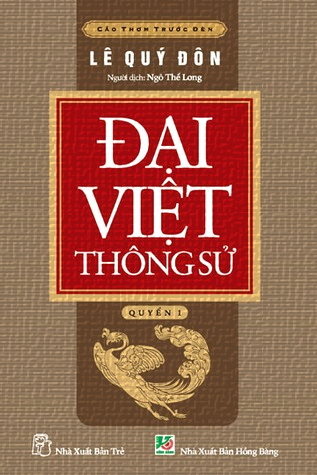 CẢO THƠM TRƯỚC ĐÈN
LÊ QUÝ ĐÔN
Người dịch: Ngô Thế Long
ĐẠI
VIỆT
THÔNG SỬ
QUYỂN 1
Nhà Xuất Bản Trẻ
Nhà Xuất Bản Hồng Bàng